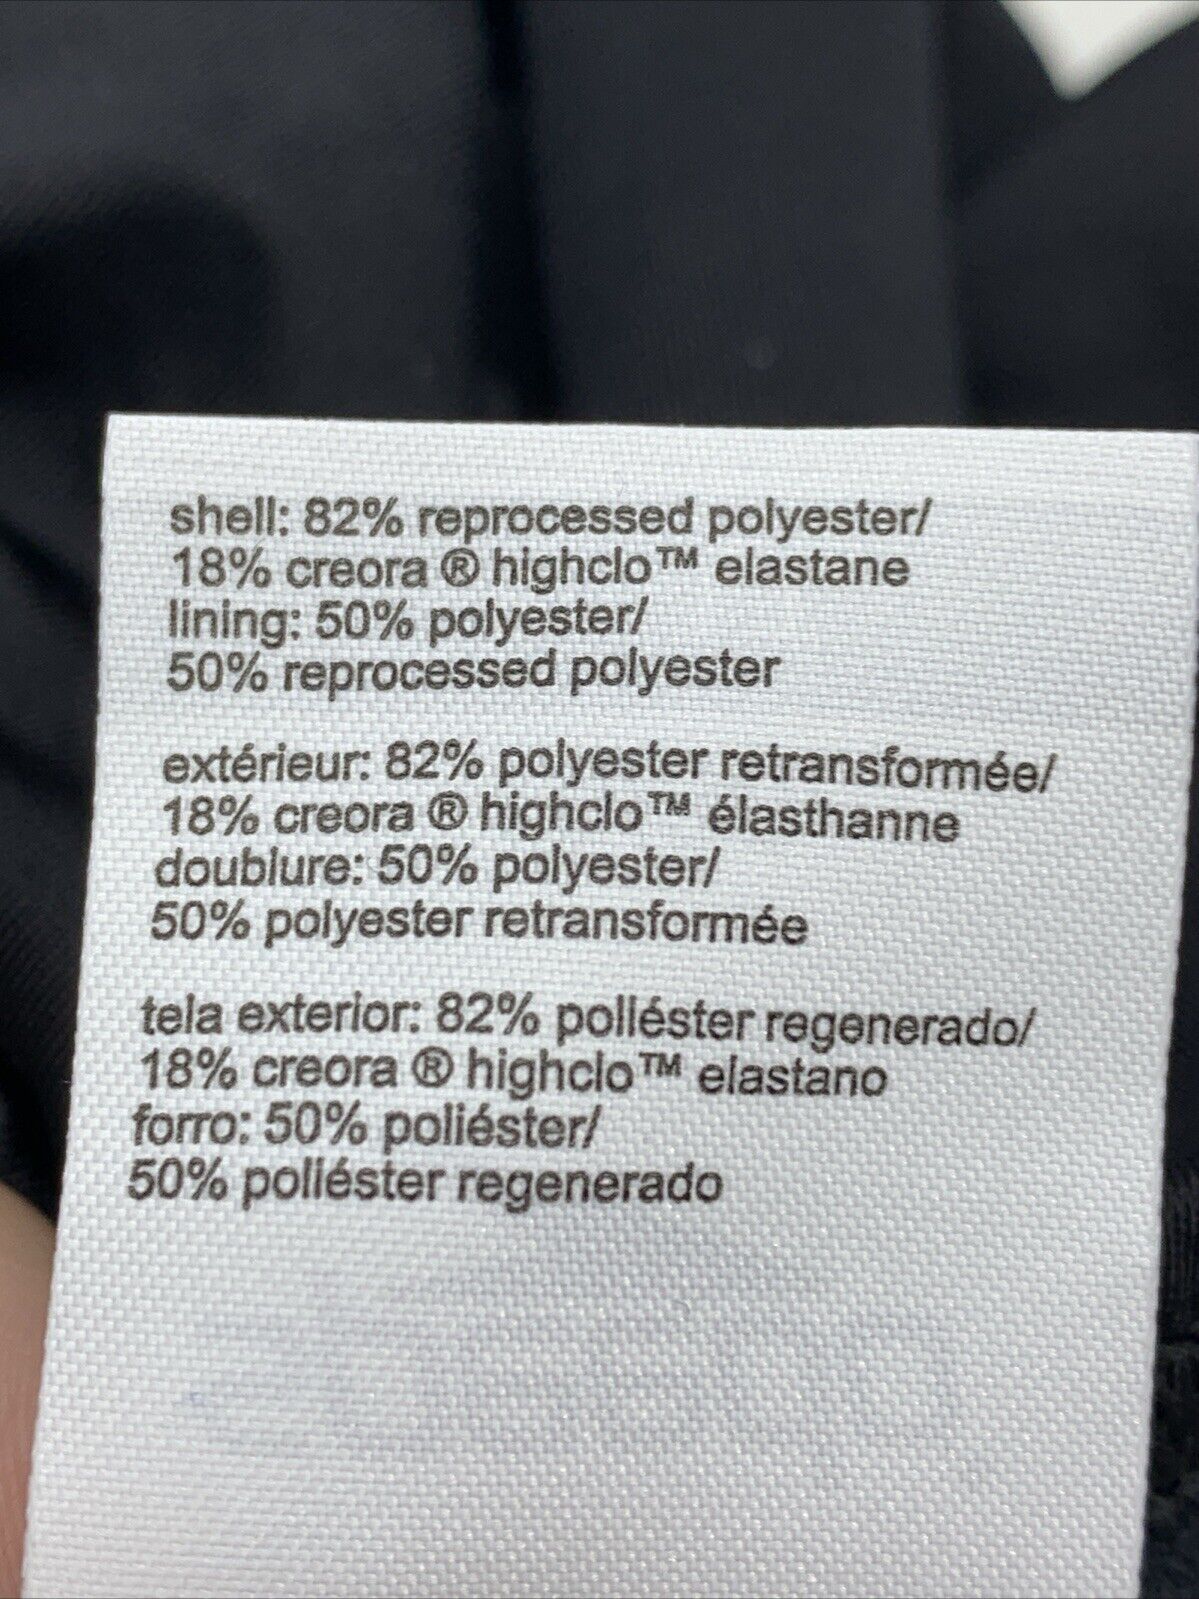 shell: 82% reprocessed polyester/
18% creora ® highclo™ elastane
lining: 50% polyester/
50% reprocessed polyester
extérieur: 82% polyester retransformée/
18% creora ® highclo™ élasthanne
doublure: 50% polyester/
50% polyester retransformée
tela exterior: 82% poliéster regenerado/
18% creora ® highclo™ elastano
forro: 50% poliéster/
50% poliéster regenerado